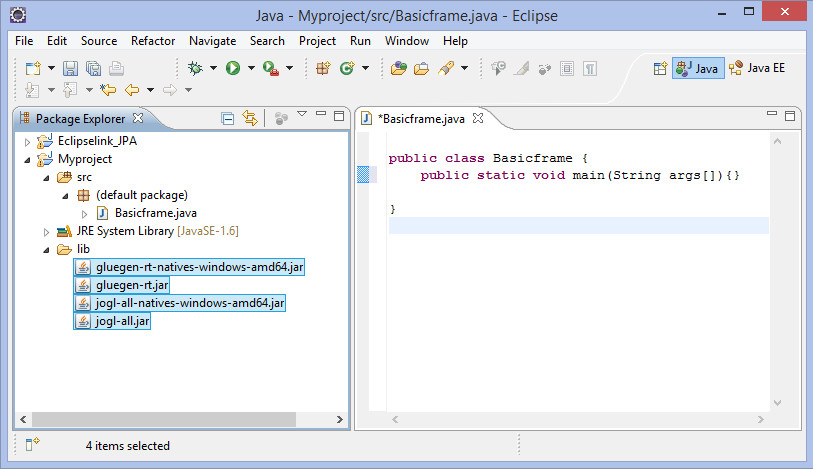 Java - Myproject/src/Basicframe.java - Eclipse
File Edit Source Refactor Navigate Search Project Run Window Help
Java Java EE
Package Explorer
Eclipselink_JPA
Myproject
src
(default package)
Basicframe.java
JRE System Library [JavaSE-1.6]
lib
gluegen-rt-natives-windows-amd64.jar
gluegen-rt.jar
jogl-all-natives-windows-amd64.jar
jogl-all.jar
*Basicframe.java
public class Basicframe {
public static void main(String args[]){}
}
4 items selected